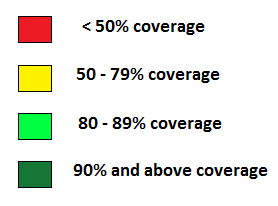 < 50% coverage
50 - 79% coverage
80 - 89% coverage
90% and above coverage